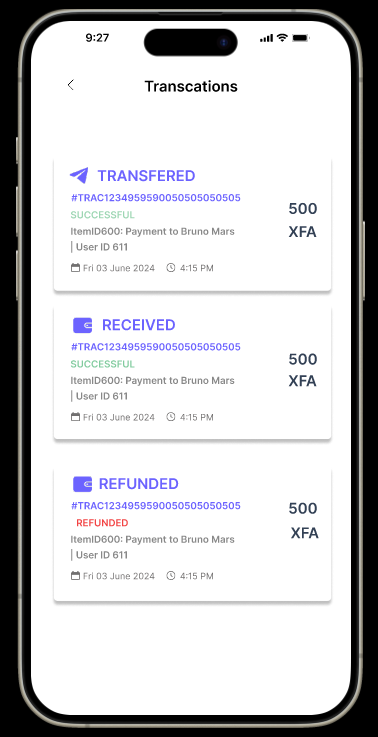 9:27
Transcations
TRANSFERED
#TRAC1234959590050505050505
SUCCESSFUL
ItemID600: Payment to Bruno Mars
| User ID 611
500
XFA
Fri 03 June 2024 4:15 PM
RECEIVED
#TRAC1234959590050505050505
SUCCESSFUL
ItemID600: Payment to Bruno Mars
| User ID 611
500
XFA
Fri 03 June 2024 4:15 PM
REFUNDED
#TRAC1234959590050505050505
REFUNDED
ItemID600: Payment to Bruno Mars
| User ID 611
500
XFA
Fri 03 June 2024 4:15 PM